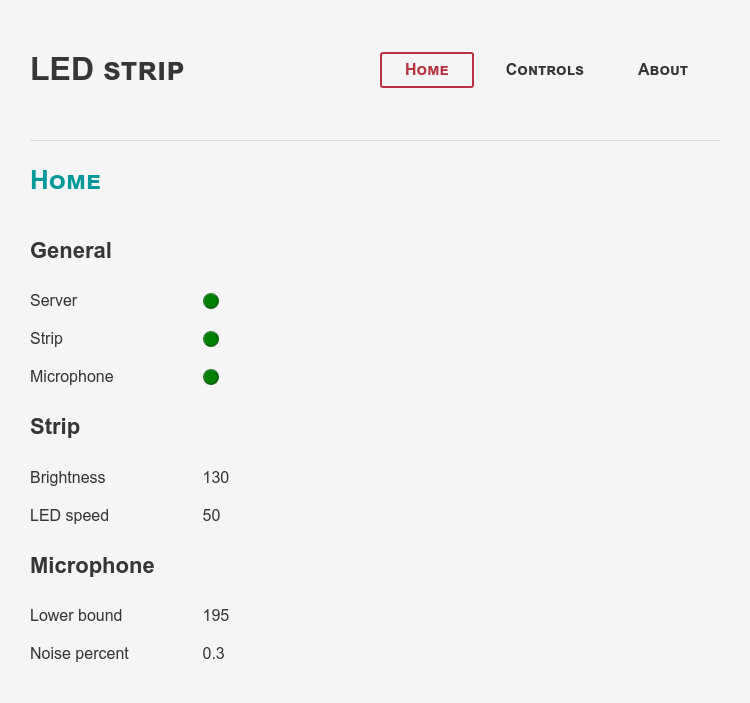 LED strip
Home Controls About
Home
General
Server
Strip
Microphone
Strip
Brightness 130
LED speed 50
Microphone
Lower bound 195
Noise percent 0.3